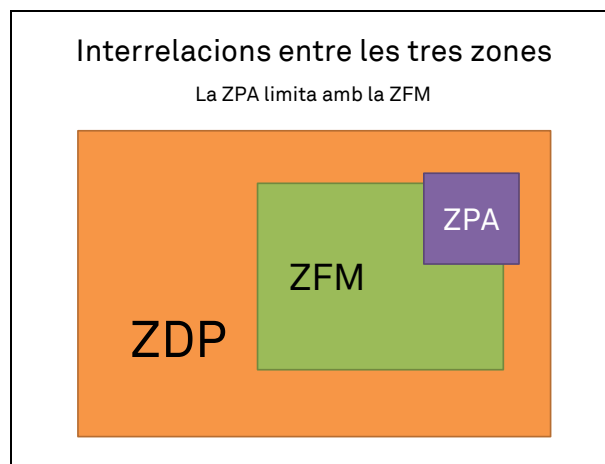 Interrelacions entre les tres zones
La ZPA limita amb la ZFM
ZPA
ZFM
ZDP